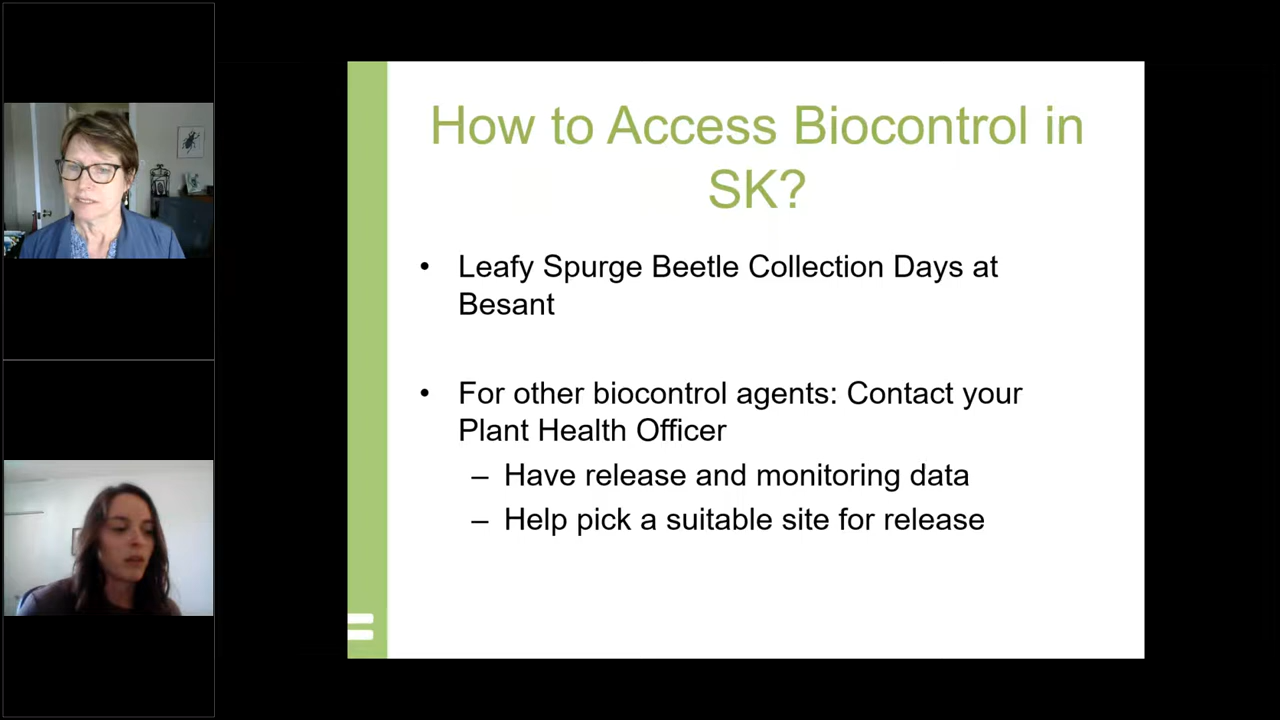 How to Access Biocontrol in
SK?
• Leafy Spurge Beetle Collection Days at
Besant
• For other biocontrol agents: Contact your
Plant Health Officer
– Have release and monitoring data
– Help pick a suitable site for release